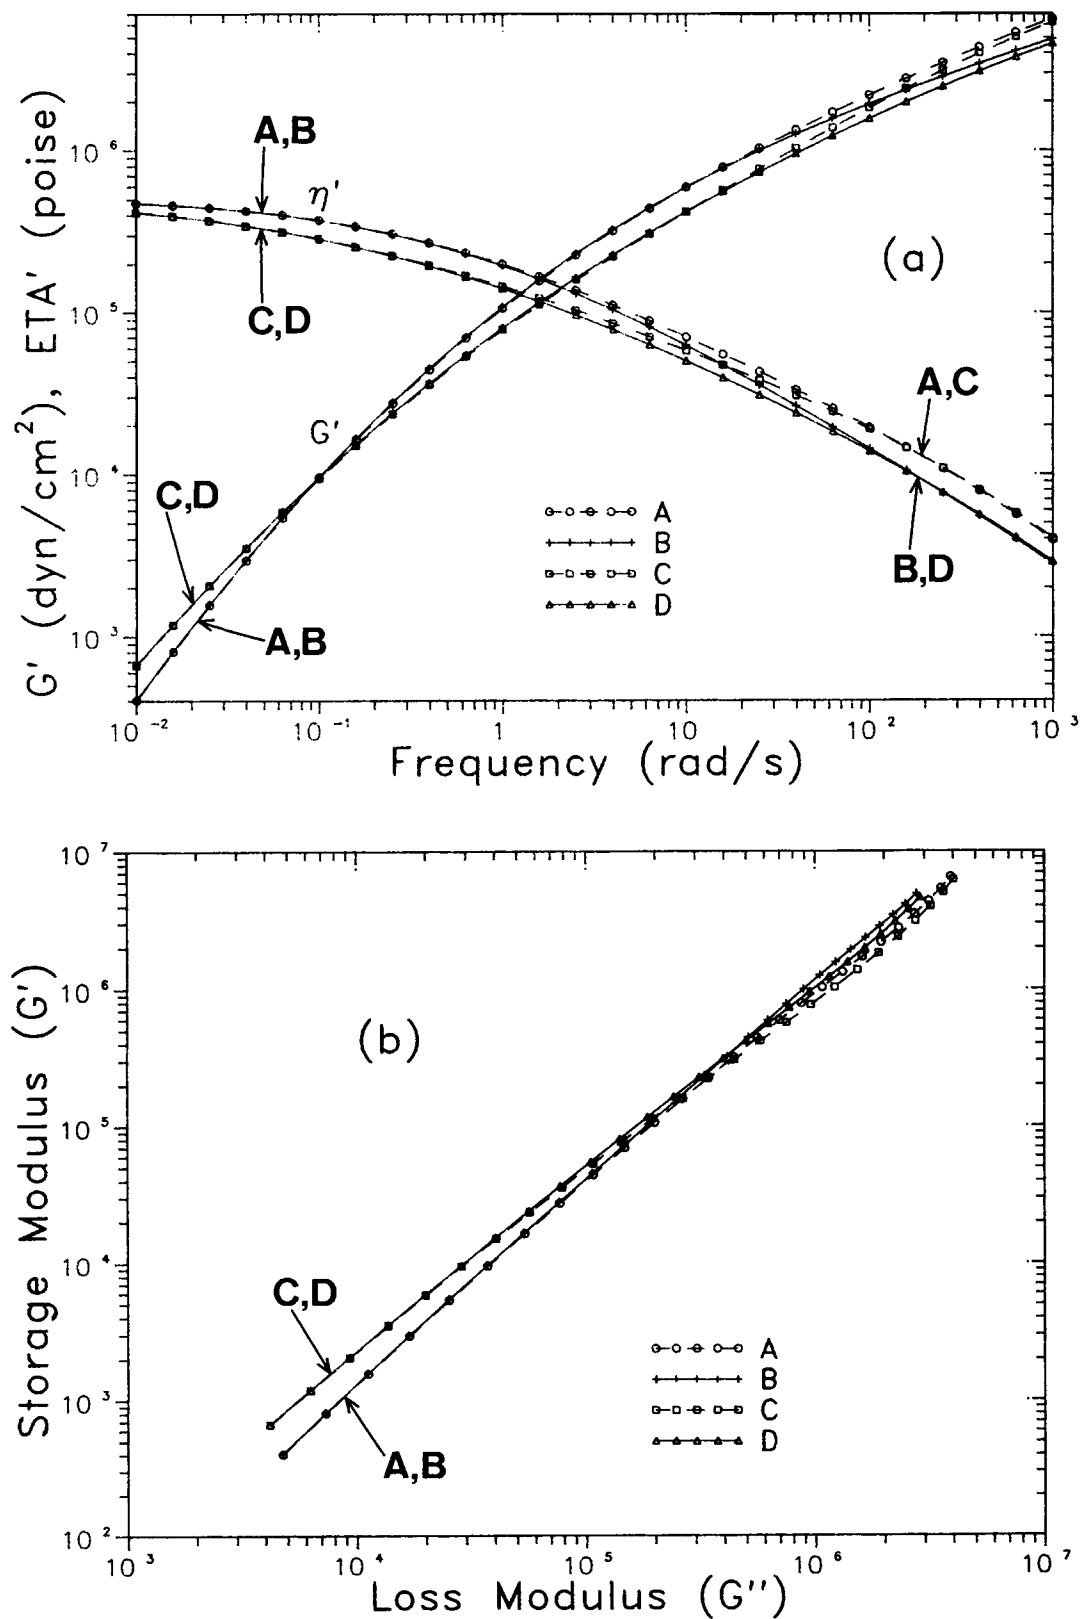 G' (dyn/cm²), ETA' (poise)
10⁶
10⁵
10⁴
10³
A,B
η'
C,D
(a)
G'
C,D
A,B
A,C
B,D
A
B
C
D
10⁻²
10⁻¹
1
10
10²
10³
Frequency (rad/s)
Storage Modulus (G')
10⁷
10⁶
10⁵
10⁴
10³
10²
(b)
C,D
A,B
A
B
C
D
10³
10⁴
10⁵
10⁶
10⁷
Loss Modulus (G'')